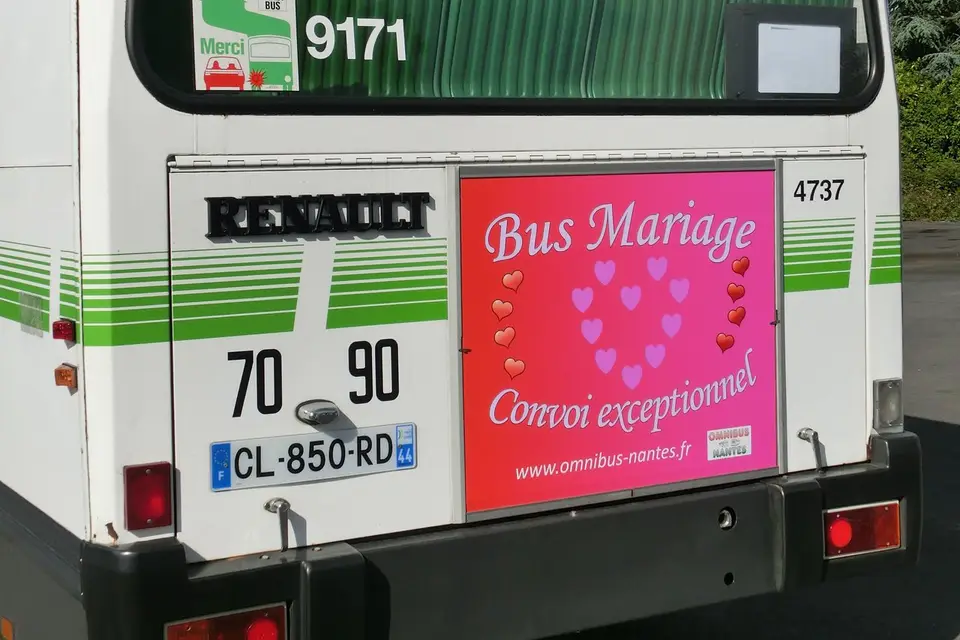 BUS
Merci
9171
RENAULT
4737
Bus Mariage
70 90
Convoi exceptionnel
F CL-850-RD 44
OMNIBUS
NANTES
www.omnibus-nantes.fr